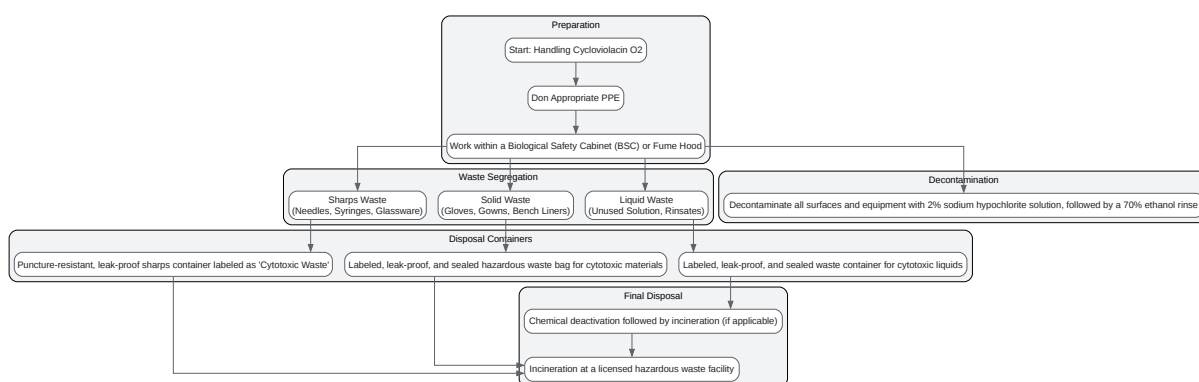 Preparation
Start: Handling Cycloviolacin O2
Don Appropriate PPE
Work within a Biological Safety Cabinet (BSC) or Fume Hood
Waste Segregation
Sharps Waste
(Needles, Syringes, Glassware)
Solid Waste
(Gloves, Gowns, Bench Liners)
Liquid Waste
(Unused Solution, Rinsates)
Decontamination
Decontaminate all surfaces and equipment with 2% sodium hypochlorite solution, followed by a 70% ethanol rinse
Disposal Containers
Puncture-resistant, leak-proof sharps container labeled as 'Cytotoxic Waste'
Labeled, leak-proof, and sealed hazardous waste bag for cytotoxic materials
Labeled, leak-proof, and sealed waste container for cytotoxic liquids
Final Disposal
Chemical deactivation followed by incineration (if applicable)
Incineration at a licensed hazardous waste facility